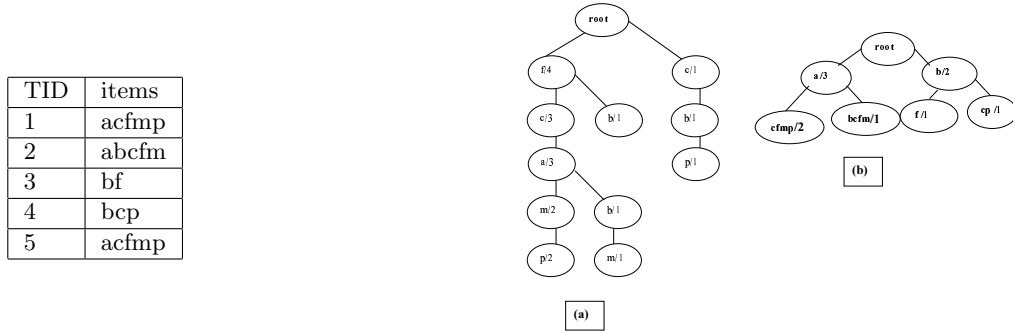 TID items
1 acfmp
2 abcfm
3 bf
4 bcp
5 acfmp
root
f/4
c/1
c/3
b/1
b/1
a/3
p/1
m/2
b/1
p/2
m/1
(a)
root
a/3
b/2
cfmp/2
bcfm/1
f/1
cp/1
(b)